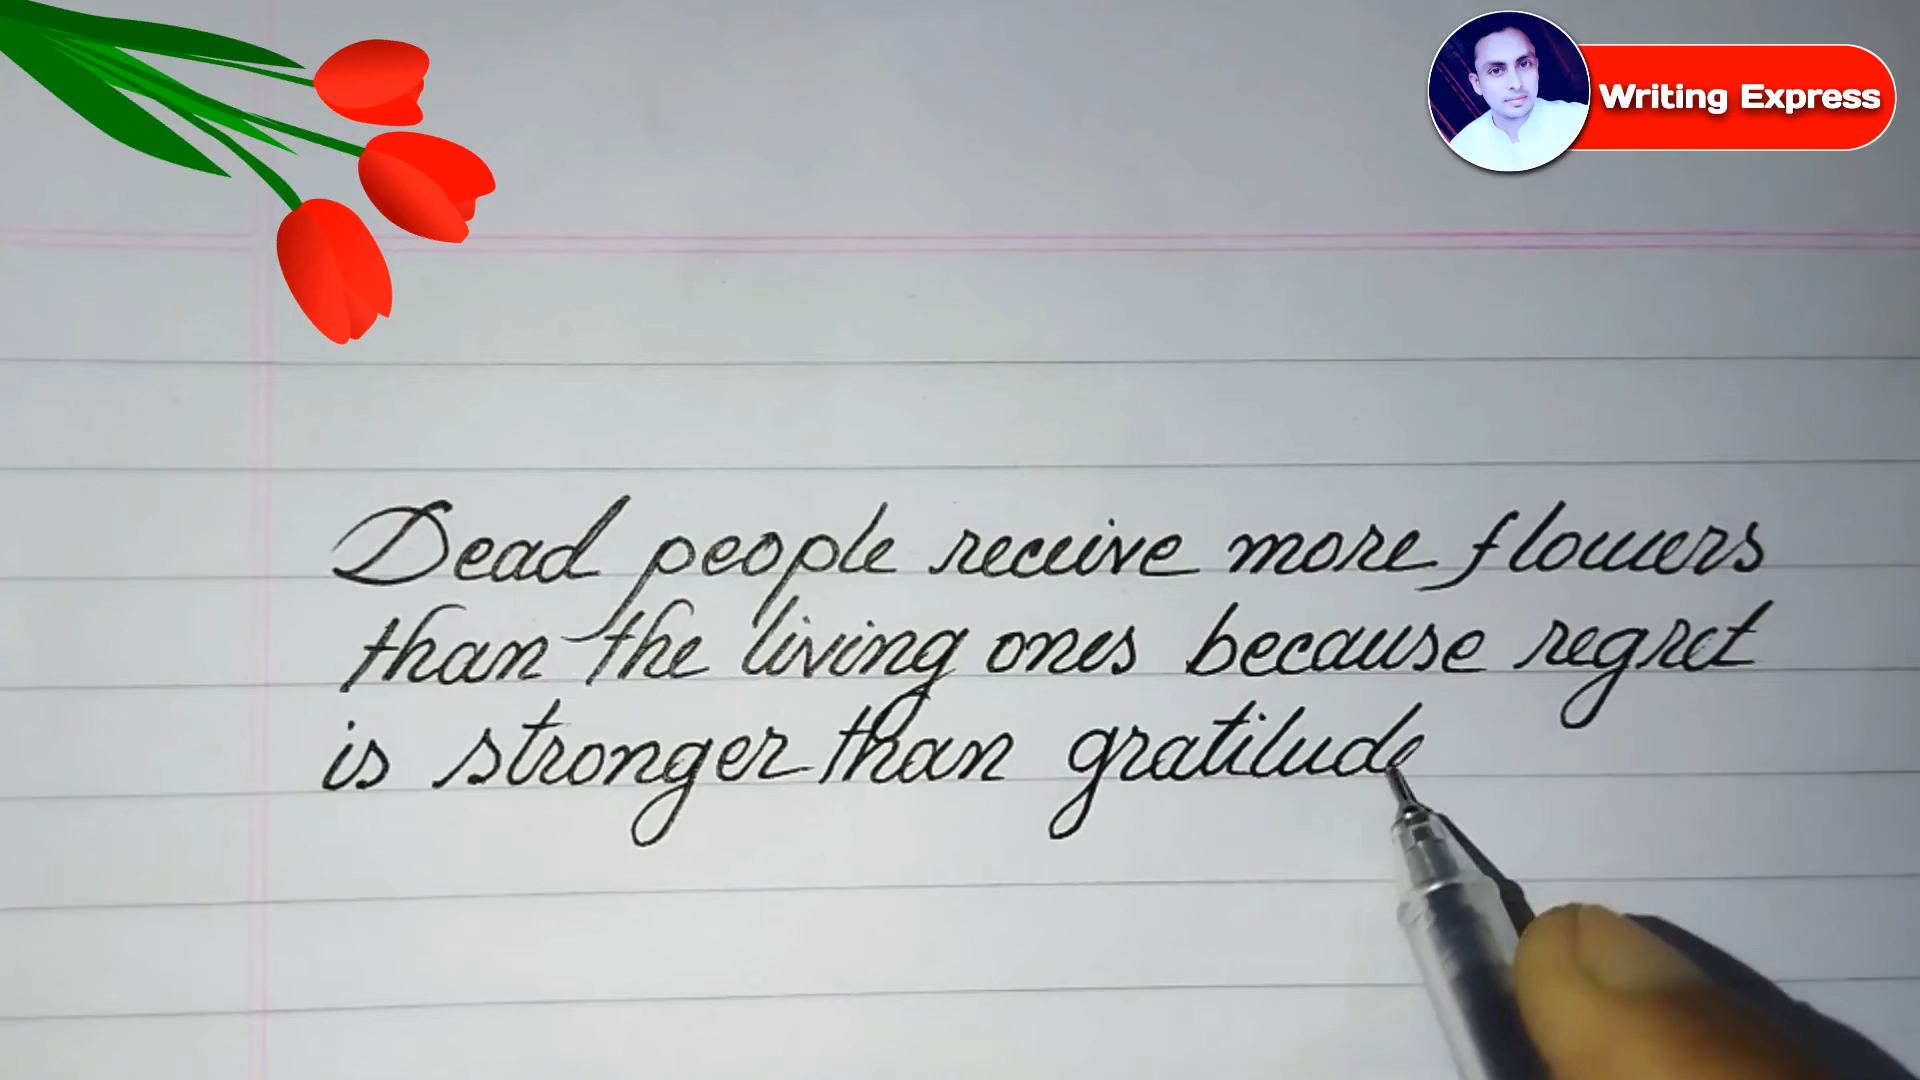 Writing Express
Dead people receive more flowers
than the living ones because regret
is stronger than gratitude